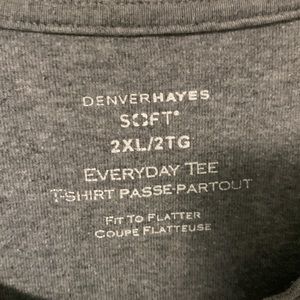 DENVERHAYES
SOFT®
2XL/2TG
EVERYDAY TEE
T-SHIRT PASSE-PARTOUT
FIT TO FLATTER
COUPE FLATTEUSE